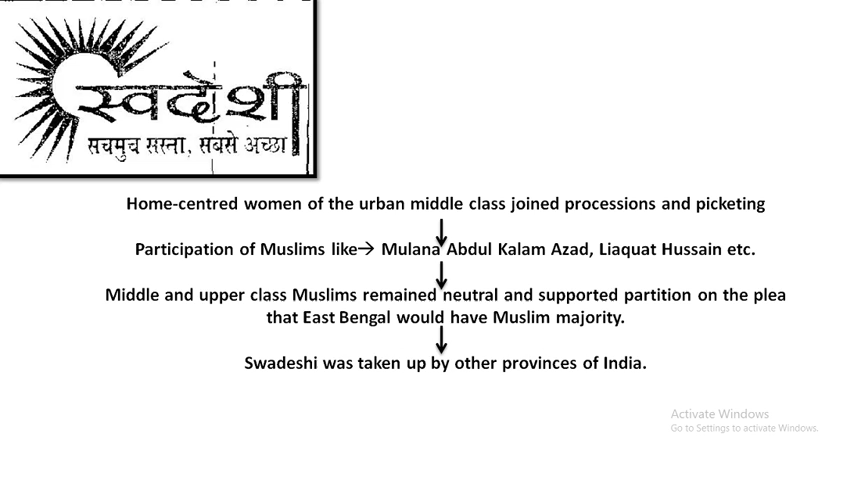 स्वदेशी
सचमुच सस्ता, सबसे अच्छा
Home-centred women of the urban middle class joined processions and picketing
Participation of Muslims like→ Mulana Abdul Kalam Azad, Liaquat Hussain etc.
Middle and upper class Muslims remained neutral and supported partition on the plea
that East Bengal would have Muslim majority.
Swadeshi was taken up by other provinces of India.
Activate Windows
Go to Settings to activate Windows.